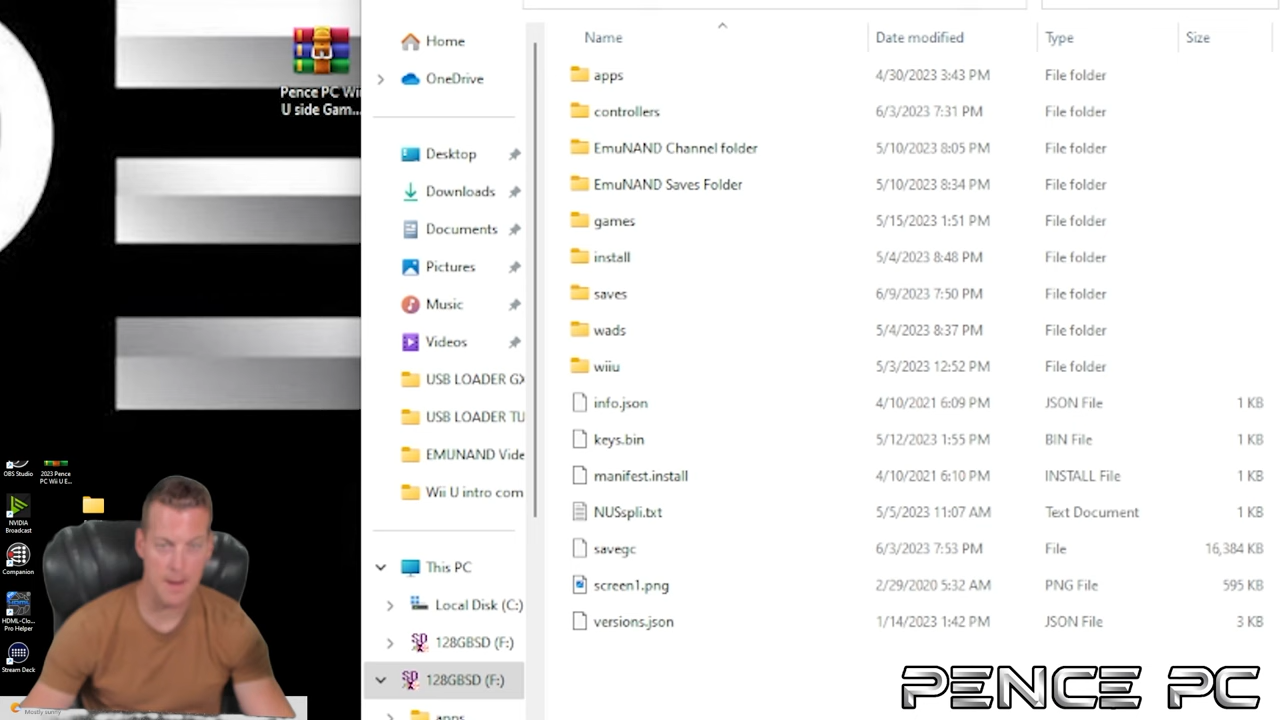 Pence PC Wii
U side Gam...
OBS Studio
2023 Pence
PC Wii U E...
NVIDIA
Broadcast
Companion
HDML-Clo...
Pro Helper
Stream Deck
Mostly sunny
Home
OneDrive
Desktop
Downloads
Documents
Pictures
Music
Videos
USB LOADER GX
USB LOADER TU
EMUNAND Vide
Wii U intro com
This PC
Local Disk (C:)
128GBSD (F:)
128GBSD (F:)
apps
Name Date modified Type Size
apps 4/30/2023 3:43 PM File folder
controllers 6/3/2023 7:31 PM File folder
EmuNAND Channel folder 5/10/2023 8:05 PM File folder
EmuNAND Saves Folder 5/10/2023 8:34 PM File folder
games 5/15/2023 1:51 PM File folder
install 5/4/2023 8:48 PM File folder
saves 6/9/2023 7:50 PM File folder
wads 5/4/2023 8:37 PM File folder
wiiu 5/3/2023 12:52 PM File folder
info.json 4/10/2021 6:09 PM JSON File 1 KB
keys.bin 5/12/2023 1:55 PM BIN File 1 KB
manifest.install 4/10/2021 6:10 PM INSTALL File 1 KB
NUSspli.txt 5/5/2023 11:07 AM Text Document 1 KB
savegc 6/3/2023 7:53 PM File 16,384 KB
screen1.png 2/29/2020 5:32 AM PNG File 595 KB
versions.json 1/14/2023 1:42 PM JSON File 3 KB
PENCE PC